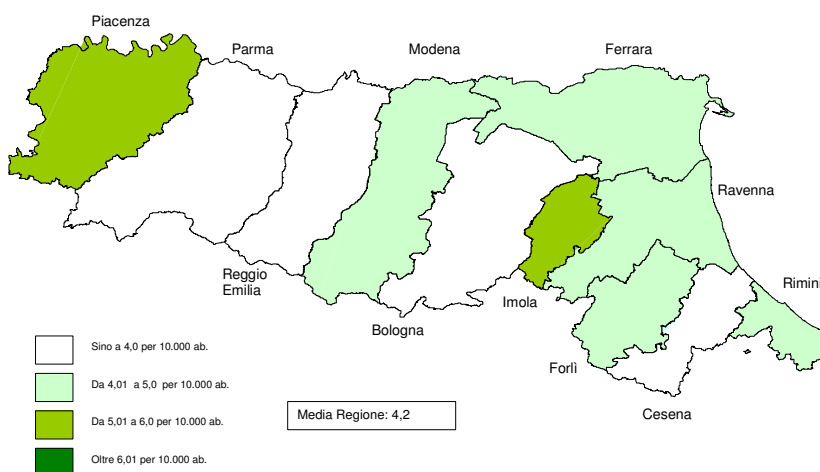 Piacenza
Parma
Modena
Ferrara
Ravenna
Rimini
Reggio
Emilia
Imola
Bologna
Forlì
Cesena
Sino a 4,0 per 10.000 ab.
Da 4,01 a 5,0 per 10.000 ab.
Da 5,01 a 6,0 per 10.000 ab.
Oltre 6,01 per 10.000 ab.
Media Regione: 4,2